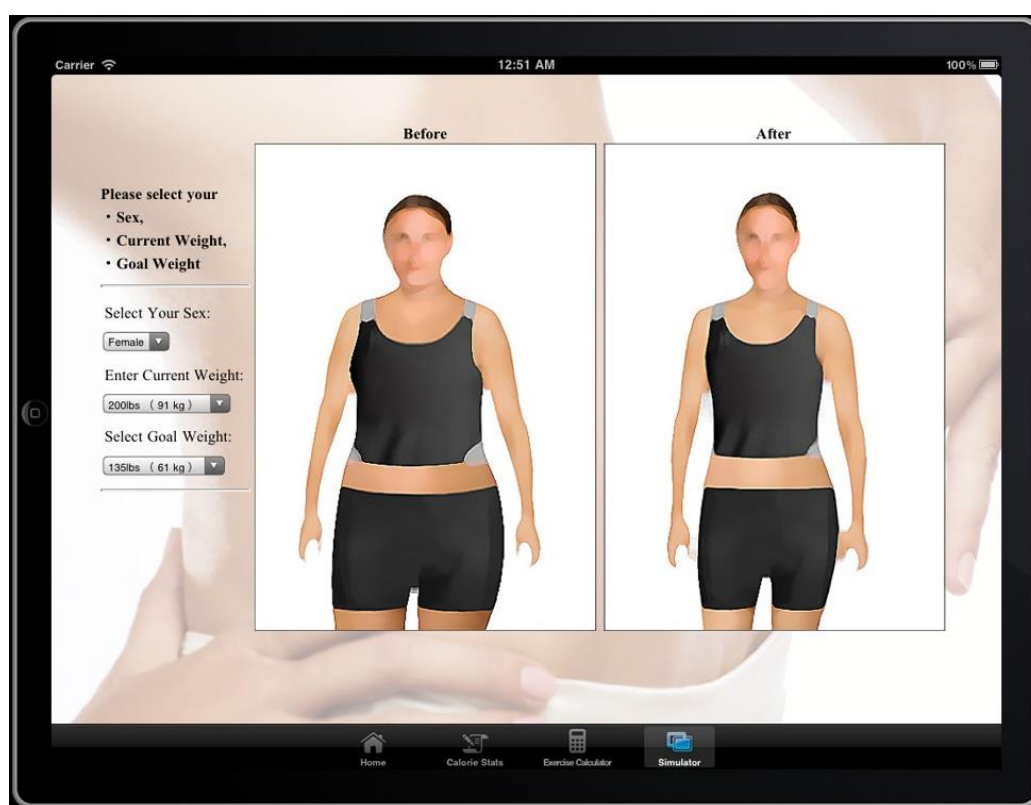 Carrier 12:51 AM 100%
Before After
Please select your
• Sex,
• Current Weight,
• Goal Weight
Select Your Sex:
Female
Enter Current Weight:
200lbs ( 91 kg )
Select Goal Weight:
135lbs ( 61 kg )
Home Calorie Stats Exercise Calculator Simulator